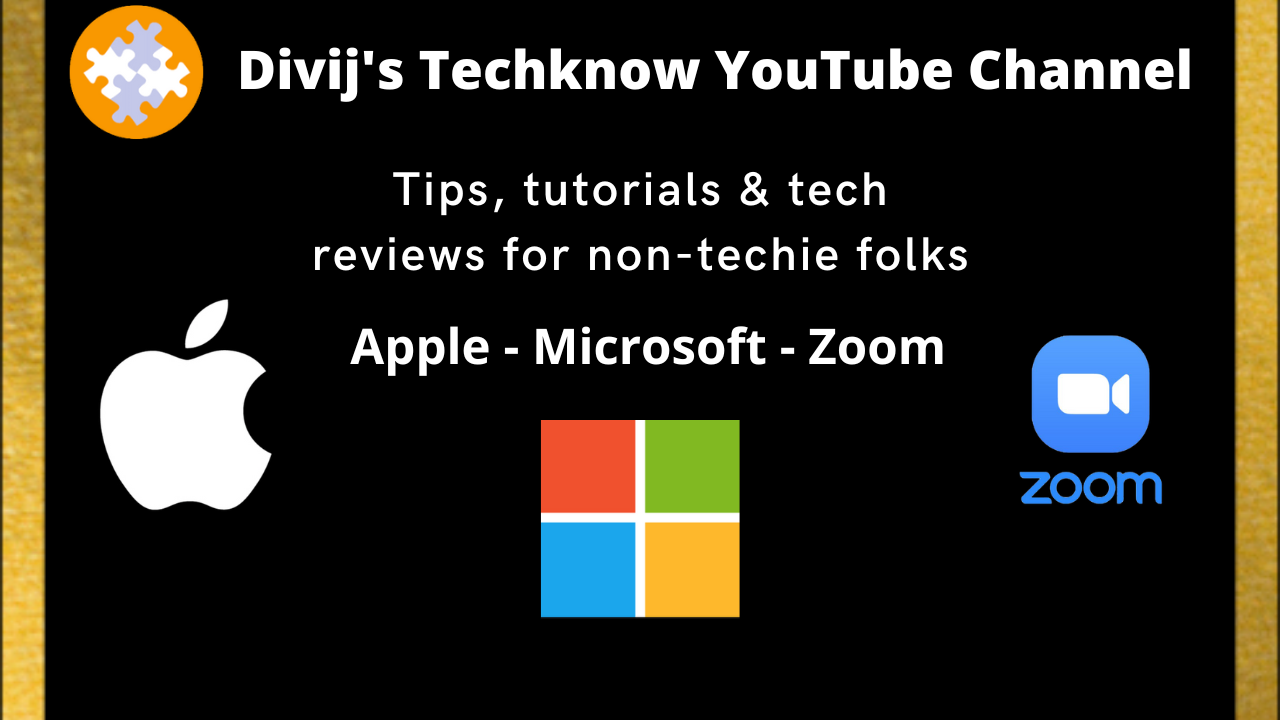 Divij's Techknow YouTube Channel
Tips, tutorials & tech
reviews for non-techie folks
Apple - Microsoft - Zoom
zoom